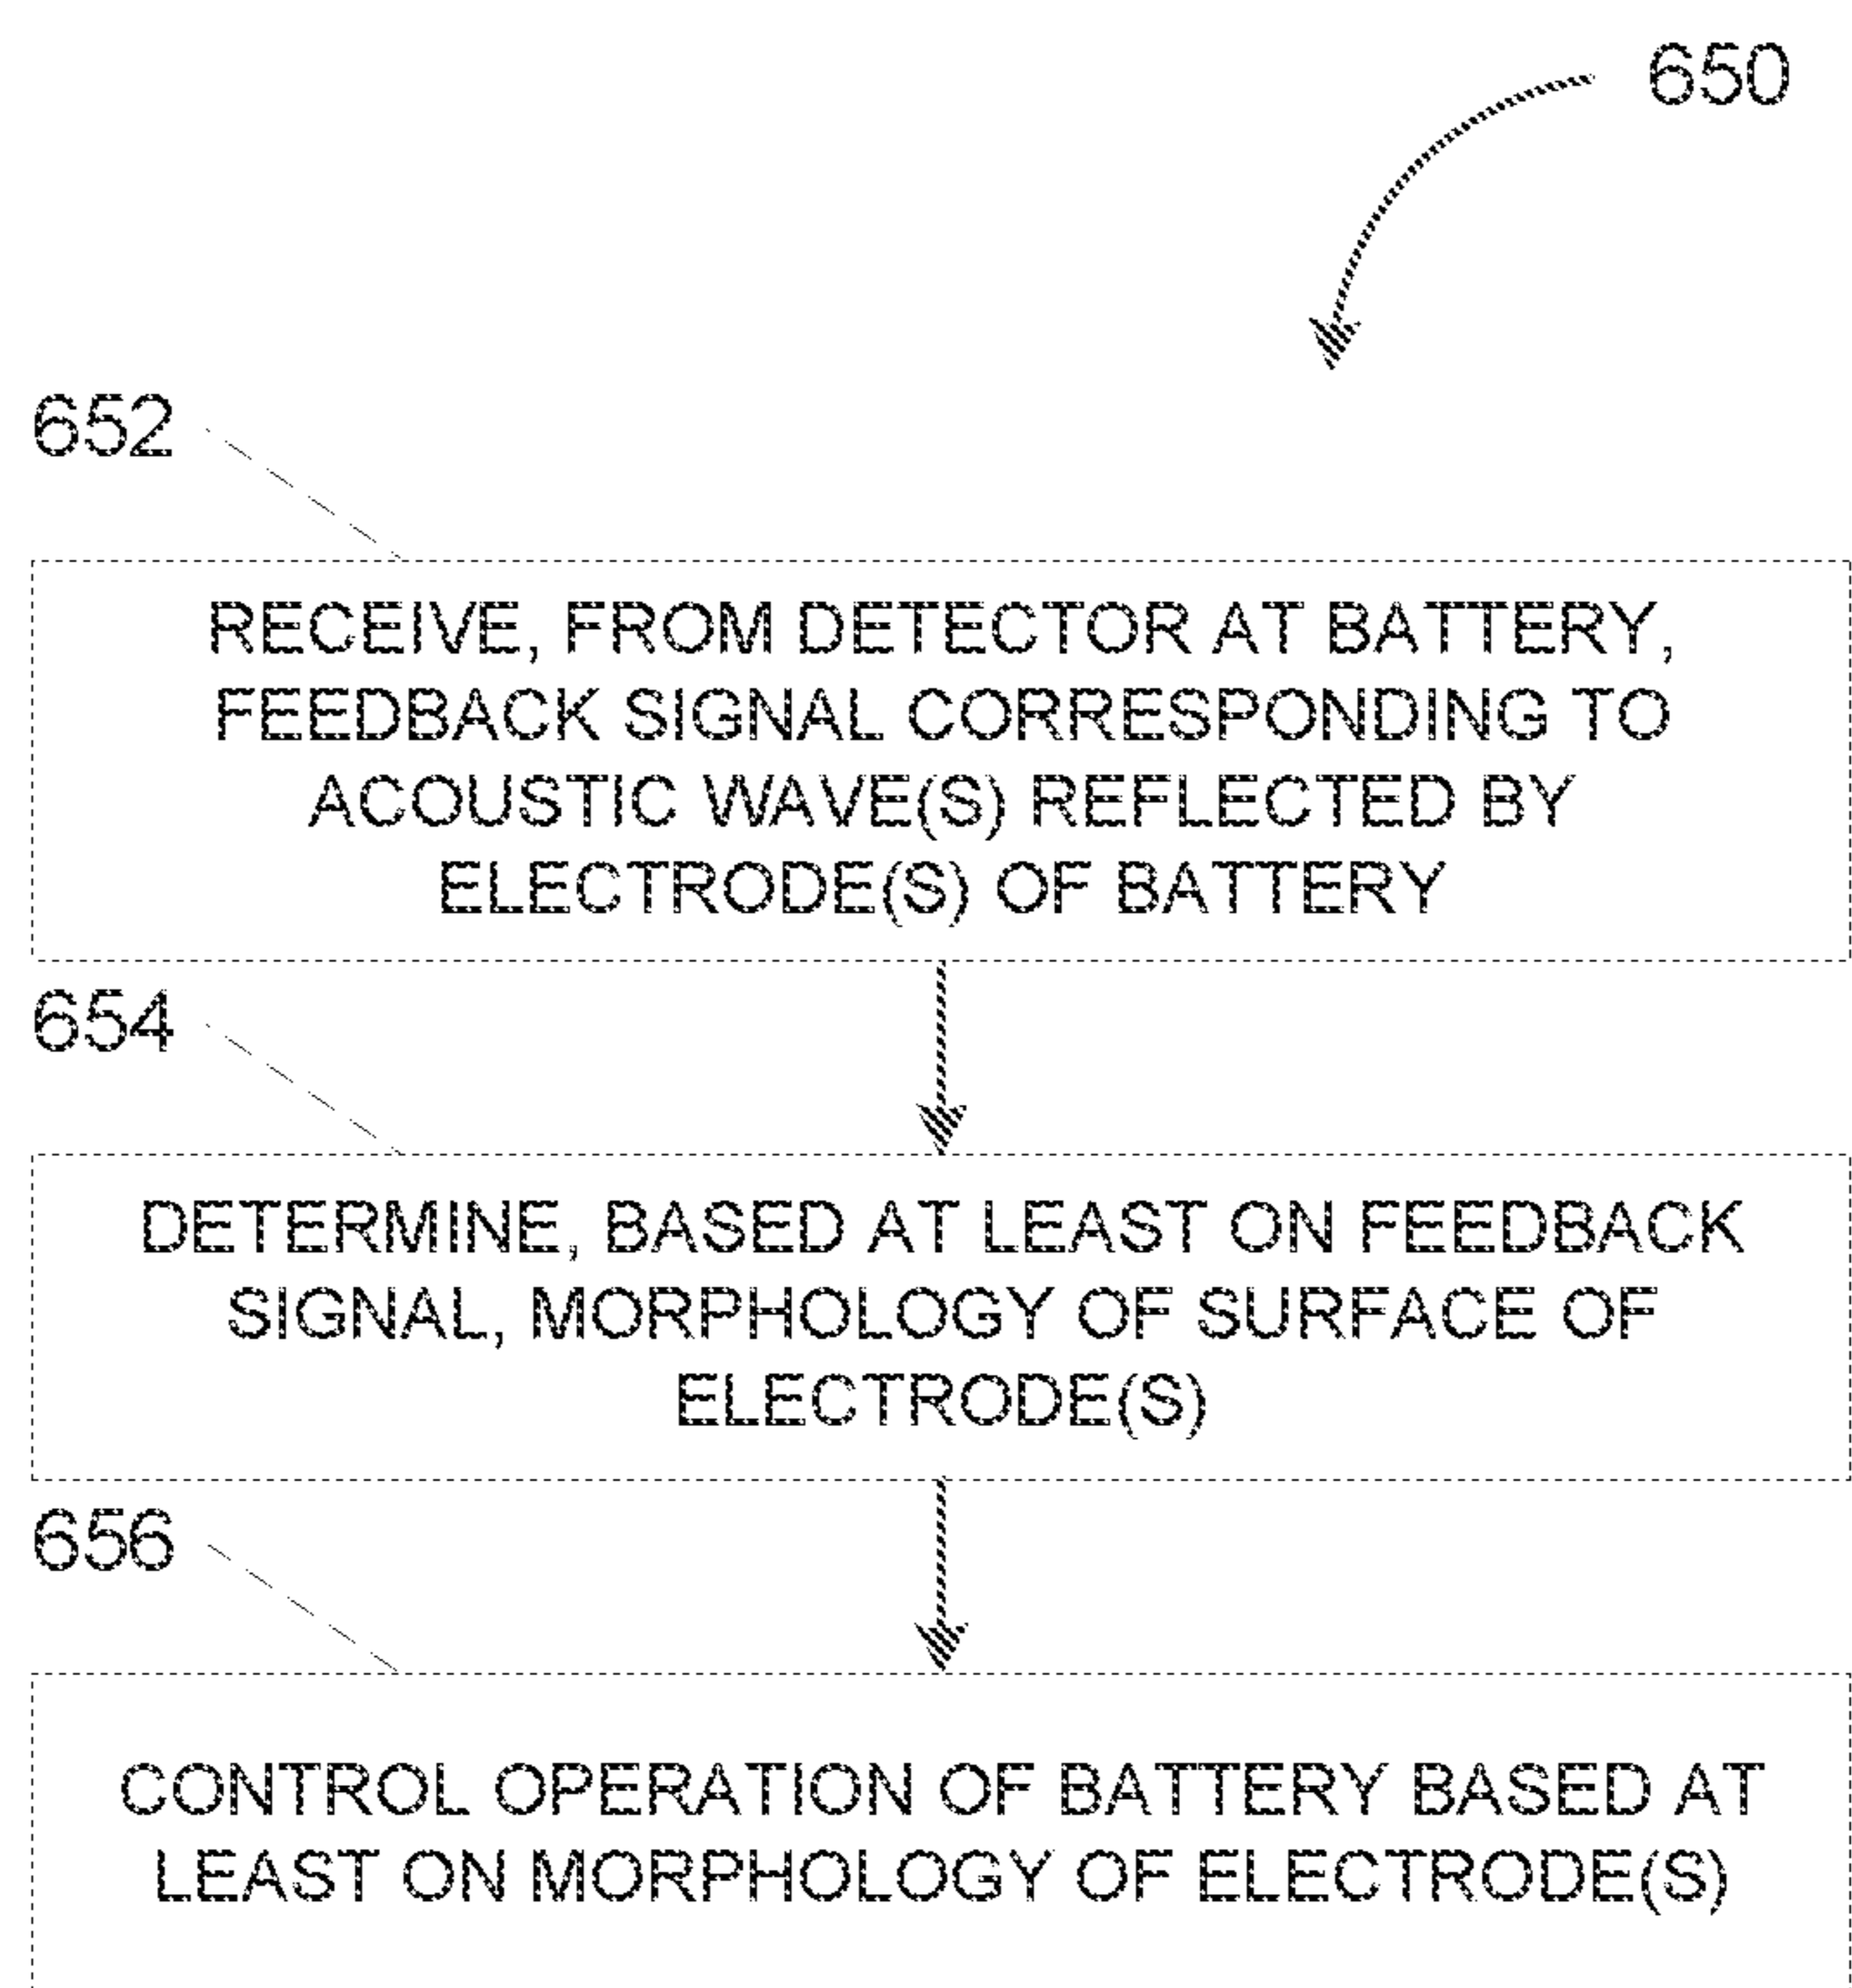 650
652
RECEIVE, FROM DETECTOR AT BATTERY,
FEEDBACK SIGNAL CORRESPONDING TO
ACOUSTIC WAVE(S) REFLECTED BY
ELECTRODE(S) OF BATTERY
654
DETERMINE, BASED AT LEAST ON FEEDBACK
SIGNAL, MORPHOLOGY OF SURFACE OF
ELECTRODE(S)
656
CONTROL OPERATION OF BATTERY BASED AT
LEAST ON MORPHOLOGY OF ELECTRODE(S)